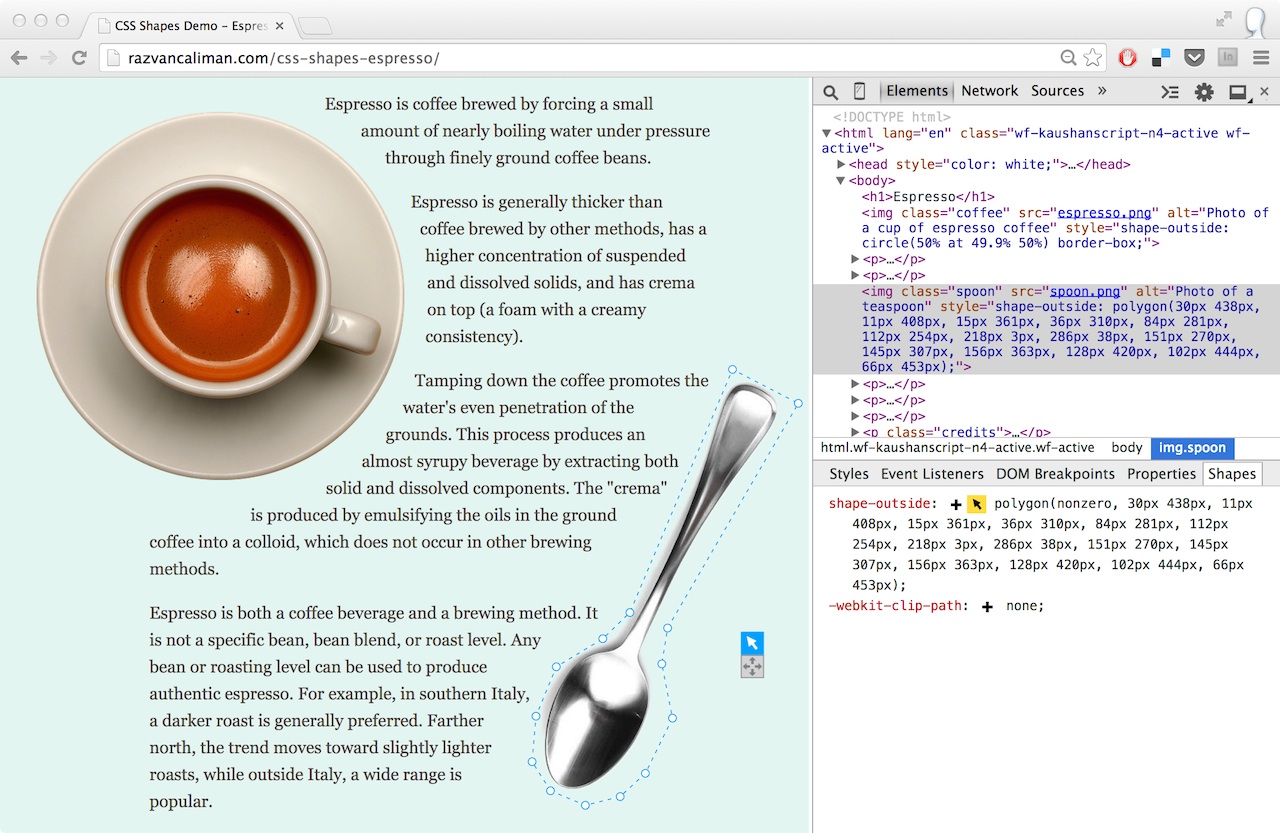 CSS Shapes Demo – Espres
razvancaliman.com/css-shapes-espresso/
Espresso is coffee brewed by forcing a small
amount of nearly boiling water under pressure
through finely ground coffee beans.
Espresso is generally thicker than
coffee brewed by other methods, has a
higher concentration of suspended
and dissolved solids, and has crema
on top (a foam with a creamy
consistency).
Tamping down the coffee promotes the
water's even penetration of the
grounds. This process produces an
almost syrupy beverage by extracting both
solid and dissolved components. The "crema"
is produced by emulsifying the oils in the ground
coffee into a colloid, which does not occur in other brewing
methods.
Espresso is both a coffee beverage and a brewing method. It
is not a specific bean, bean blend, or roast level. Any
bean or roasting level can be used to produce
authentic espresso. For example, in southern Italy,
a darker roast is generally preferred. Farther
north, the trend moves toward slightly lighter
roasts, while outside Italy, a wide range is
popular.
Elements Network Sources »
<!DOCTYPE html>
<html lang="en" class="wf-kaushanscript-n4-active wf-
active">
<head style="color: white;">…</head>
<body>
<h1>Espresso</h1>
<img class="coffee" src="espresso.png" alt="Photo of
a cup of espresso coffee" style="shape-outside:
circle(50% at 49.9% 50%) border-box;">
<p>…</p>
<p>…</p>
<img class="spoon" src="spoon.png" alt="Photo of a
teaspoon" style="shape-outside: polygon(30px 438px,
11px 408px, 15px 361px, 36px 310px, 84px 281px,
112px 254px, 218px 3px, 286px 38px, 151px 270px,
145px 307px, 156px 363px, 128px 420px, 102px 444px,
66px 453px);">
<p>…</p>
<p>…</p>
<p>…</p>
<p class="credits">…</p>
html.wf-kaushanscript-n4-active.wf-active body img.spoon
Styles Event Listeners DOM Breakpoints Properties Shapes
shape-outside: polygon(nonzero, 30px 438px, 11px
408px, 15px 361px, 36px 310px, 84px 281px, 112px
254px, 218px 3px, 286px 38px, 151px 270px, 145px
307px, 156px 363px, 128px 420px, 102px 444px, 66px
453px);
-webkit-clip-path: none;